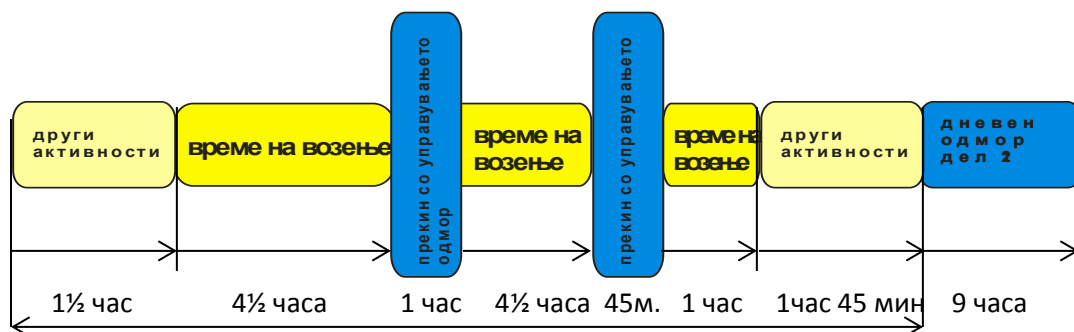 други
активности
време на возење
прекин со управувањето
одмор
време на
возење
прекин со управувањето
време на
возење
други
активности
дневен
одмор
дел 2
1½ час
4½ часа
1 час
4½ часа
45м.
1 час
1час 45 мин
9 часа